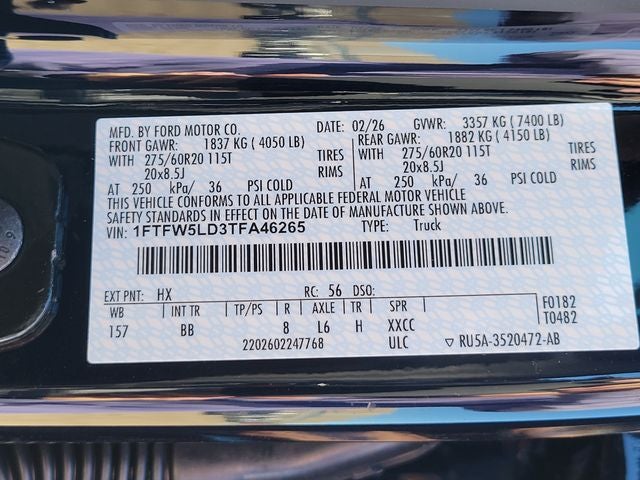 MFD. BY FORD MOTOR CO. DATE: 02/26 GVWR: 3357 KG ( 7400 LB)
FRONT GAWR: 1837 KG ( 4050 LB) REAR GAWR: 1882 KG ( 4150 LB)
WITH 275/60R20 115T TIRES WITH 275/60R20 115T TIRES
20x8.5J RIMS 20x8.5J RIMS
AT 250 kPa/ 36 PSI COLD AT 250 kPa/ 36 PSI COLD
THIS VEHICLE CONFORMS TO ALL APPLICABLE FEDERAL MOTOR VEHICLE
SAFETY STANDARDS IN EFFECT ON THE DATE OF MANUFACTURE SHOWN ABOVE.
VIN: 1FTFW5LD3TFA46265 TYPE: Truck
EXT PNT: HX RC: 56 DSO:
WB INT TR TP/PS R AXLE TR SPR F0182
157 BB 8 L6 H XXCC T0482
2202602247768 ULC ▽ RU5A-3520472-AB